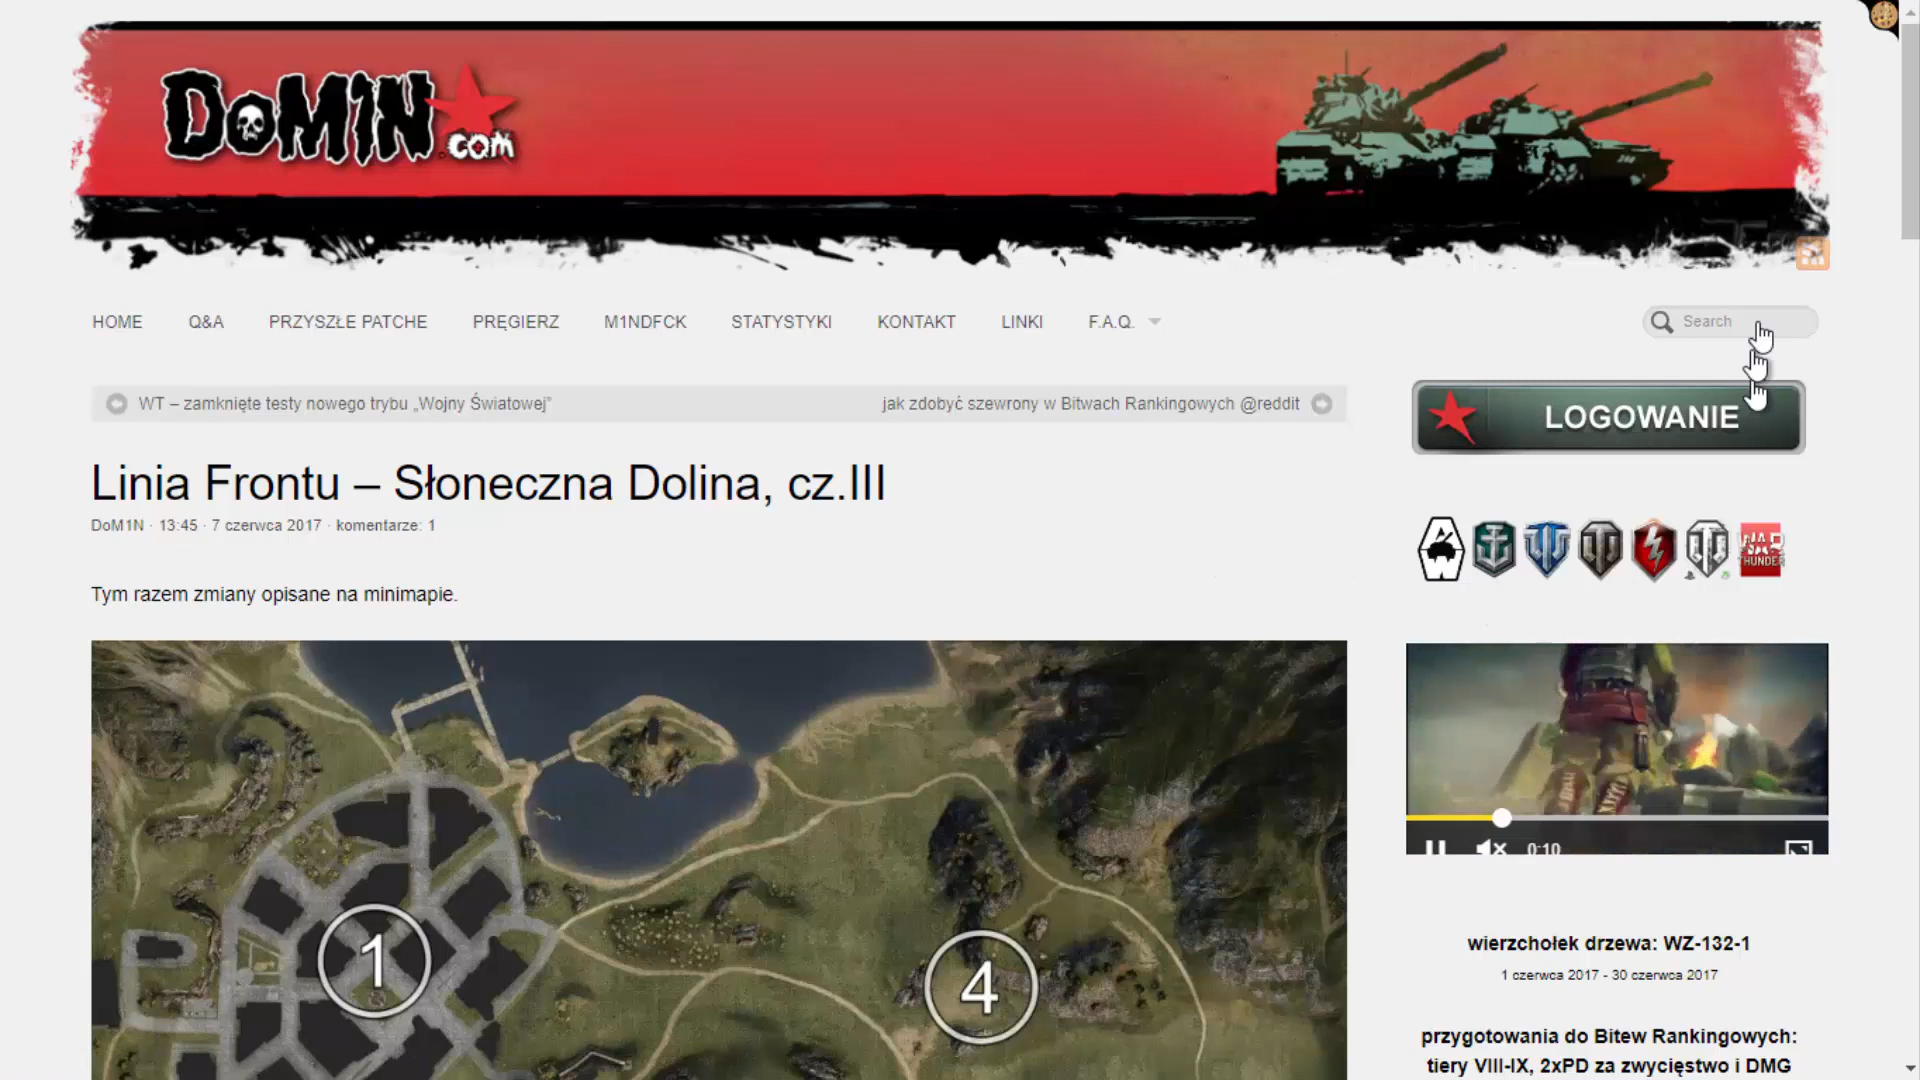 DoM1N
.com
HOME Q&A PRZYSZŁE PATCHE PRĘGIERZ M1NDFCK STATYSTYKI KONTAKT LINKI F.A.Q.
Search
WT – zamknięte testy nowego trybu „Wojny Światowej”
jak zdobyć szewrony w Bitwach Rankingowych @reddit
LOGOWANIE
Linia Frontu – Słoneczna Dolina, cz.III
DoM1N · 13:45 · 7 czerwca 2017 · komentarze: 1
WAR
THUNDER
Tym razem zmiany opisane na minimapie.
0:10
1
4
wierzchołek drzewa: WZ-132-1
1 czerwca 2017 - 30 czerwca 2017
przygotowania do Bitew Rankingowych:
tiery VIII-IX, 2xPD za zwycięstwo i DMG